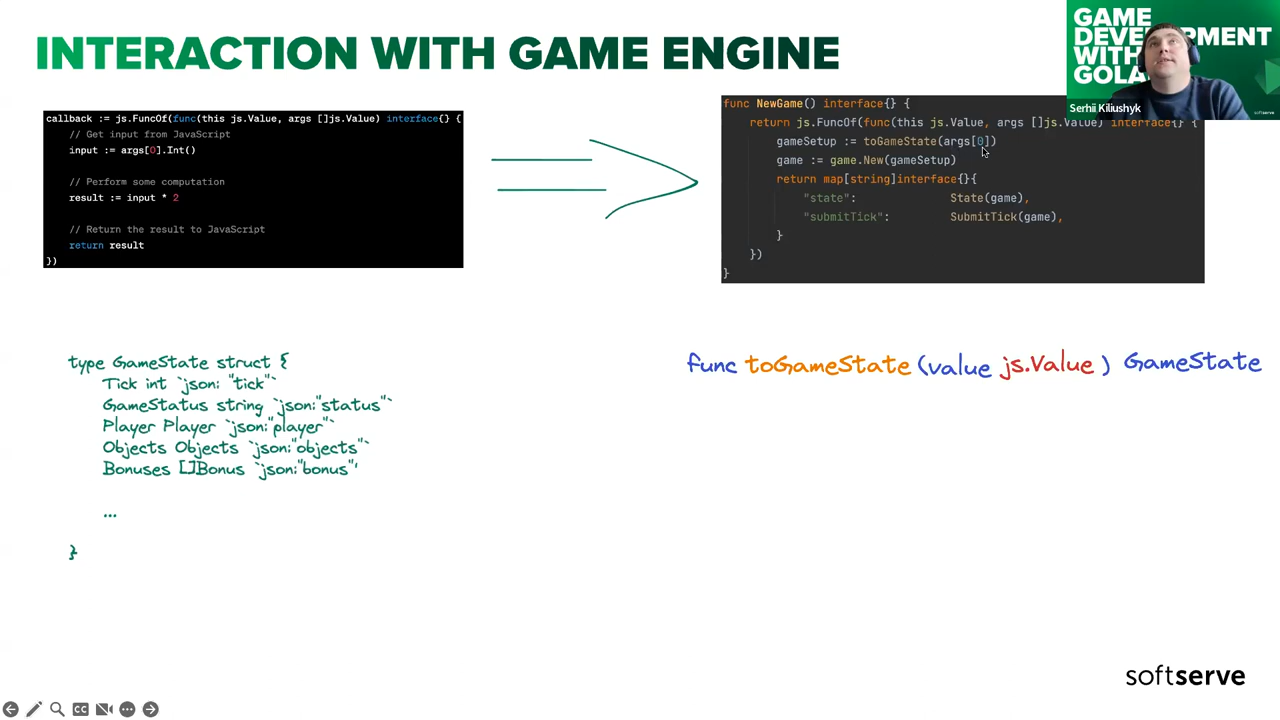 INTERACTION WITH GAME ENGINE
GAME
DEVELOPMENT
WITH
GOLA
Serhii Kiliushyk
softserve
callback := js.FuncOf(func(this js.Value, args []js.Value) interface{} {
// Get input from JavaScript
input := args[0].Int()
// Perform some computation
result := input * 2
// Return the result to JavaScript
return result
})
func NewGame() interface{} {
return js.FuncOf(func(this js.Value, args []js.Value) interface{} {
gameSetup := toGameState(args[0])
game := game.New(gameSetup)
return map[string]interface{}{
"state": State(game),
"submitTick": SubmitTick(game),
}
})
}
type GameState struct {
Tick int `json: "tick"`
GameStatus string `json:"status"`
Player Player `json:"player"`
Objects Objects `json:"objects"`
Bonuses []Bonus `json:"bonus"'
...
}
func toGameState (value js.Value ) GameState
softserve
CC